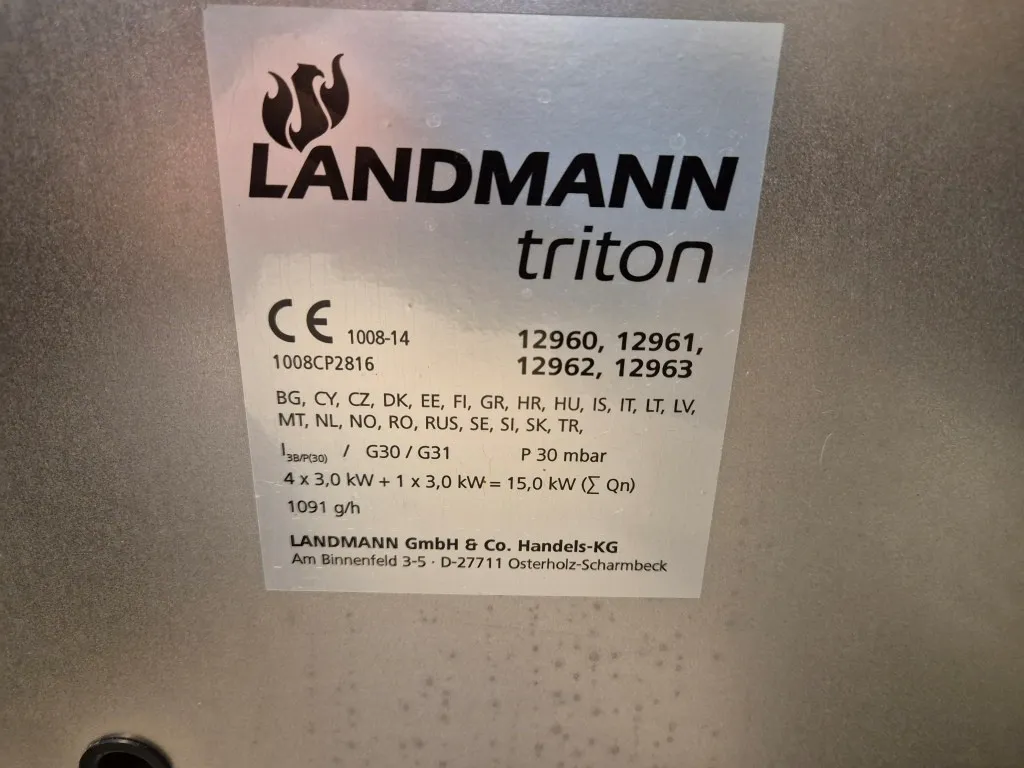 LANDMANN
triton
CE 1008-14
1008CP2816
12960, 12961,
12962, 12963
BG, CY, CZ, DK, EE, FI, GR, HR, HU, IS, IT, LT, LV,
MT, NL, NO, RO, RUS, SE, SI, SK, TR,
I3B/P(30) / G30 / G31 P 30 mbar
4 x 3,0 kW + 1 x 3,0 kW = 15,0 kW (∑ Qn)
1091 g/h
LANDMANN GmbH & Co. Handels-KG
Am Binnenfeld 3-5 · D-27711 Osterholz-Scharmbeck